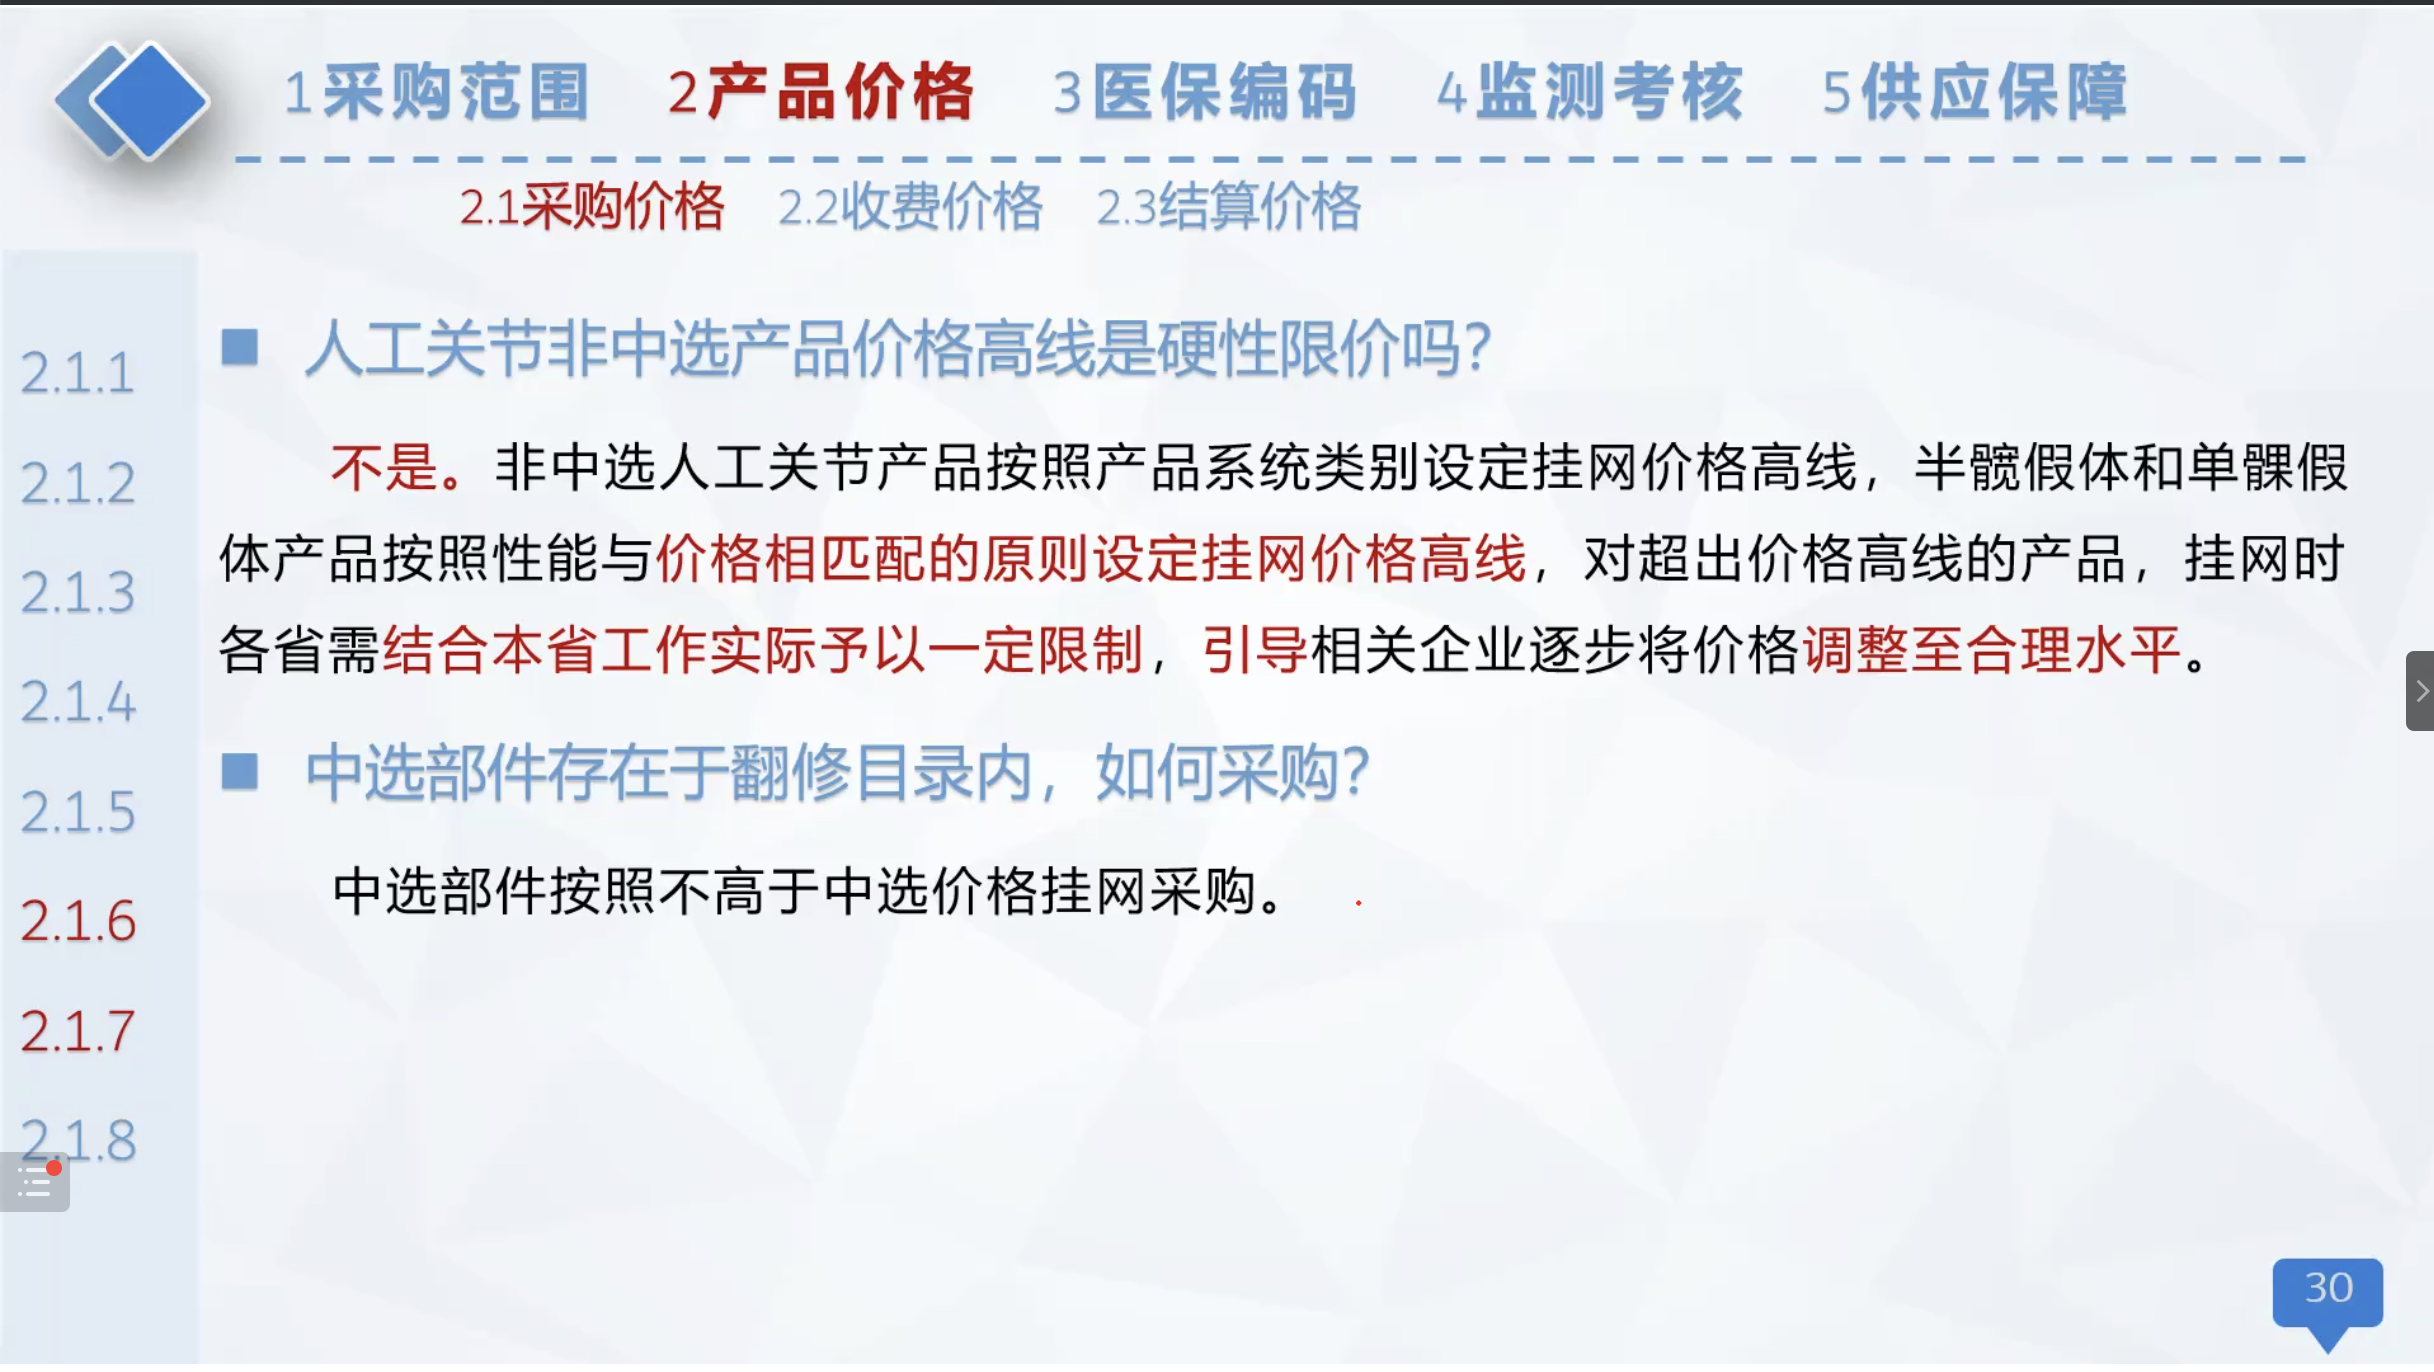 1采购范围 2产品价格 3医保编码 4监测考核 5供应保障
2.1采购价格 2.2收费价格 2.3结算价格
2.1.1
2.1.2
2.1.3
2.1.4
2.1.5
2.1.6
2.1.7
2.1.8
人工关节非中选产品价格高线是硬性限价吗？
不是。非中选人工关节产品按照产品系统类别设定挂网价格高线，半髋假体和单髁假
体产品按照性能与价格相匹配的原则设定挂网价格高线，对超出价格高线的产品，挂网时
各省需结合本省工作实际予以一定限制，引导相关企业逐步将价格调整至合理水平。
中选部件存在于翻修目录内，如何采购？
中选部件按照不高于中选价格挂网采购。
30